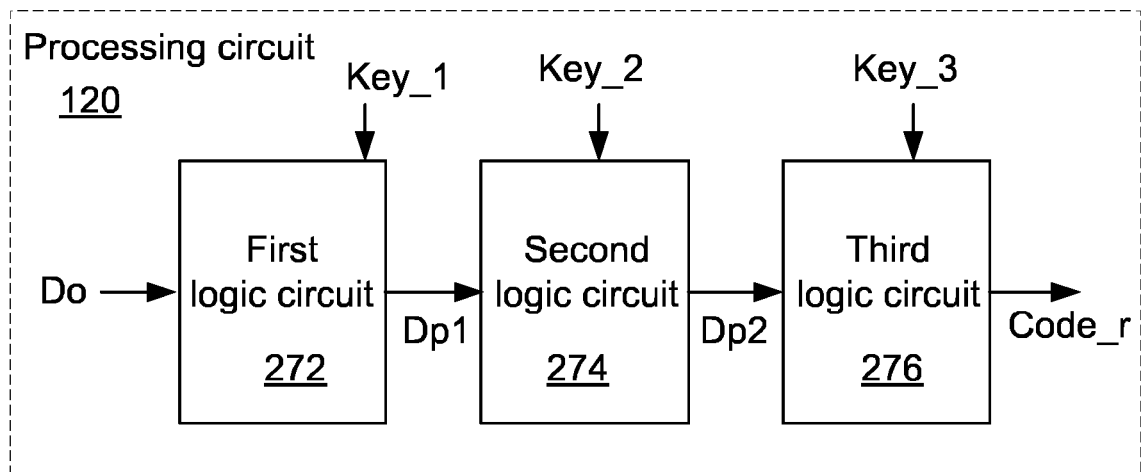 Processing circuit
120
Key_1
Key_2
Key_3
Do
First
logic circuit
272
Dp1
Second
logic circuit
274
Dp2
Third
logic circuit
276
Code_r